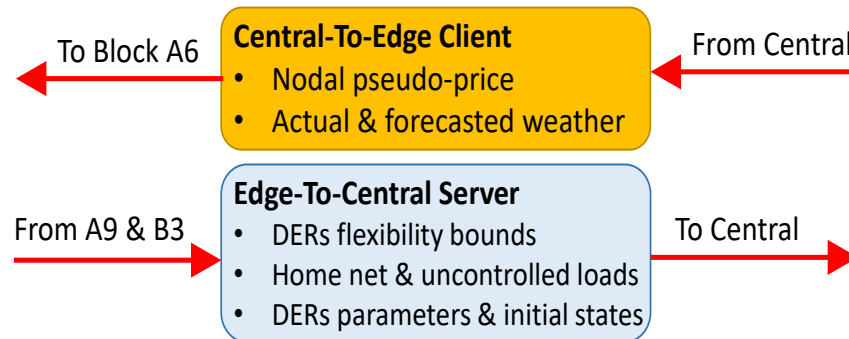 To Block A6
Central-To-Edge Client
• Nodal pseudo-price
• Actual & forecasted weather
From Central
From A9 & B3
Edge-To-Central Server
• DERs flexibility bounds
• Home net & uncontrolled loads
• DERs parameters & initial states
To Central